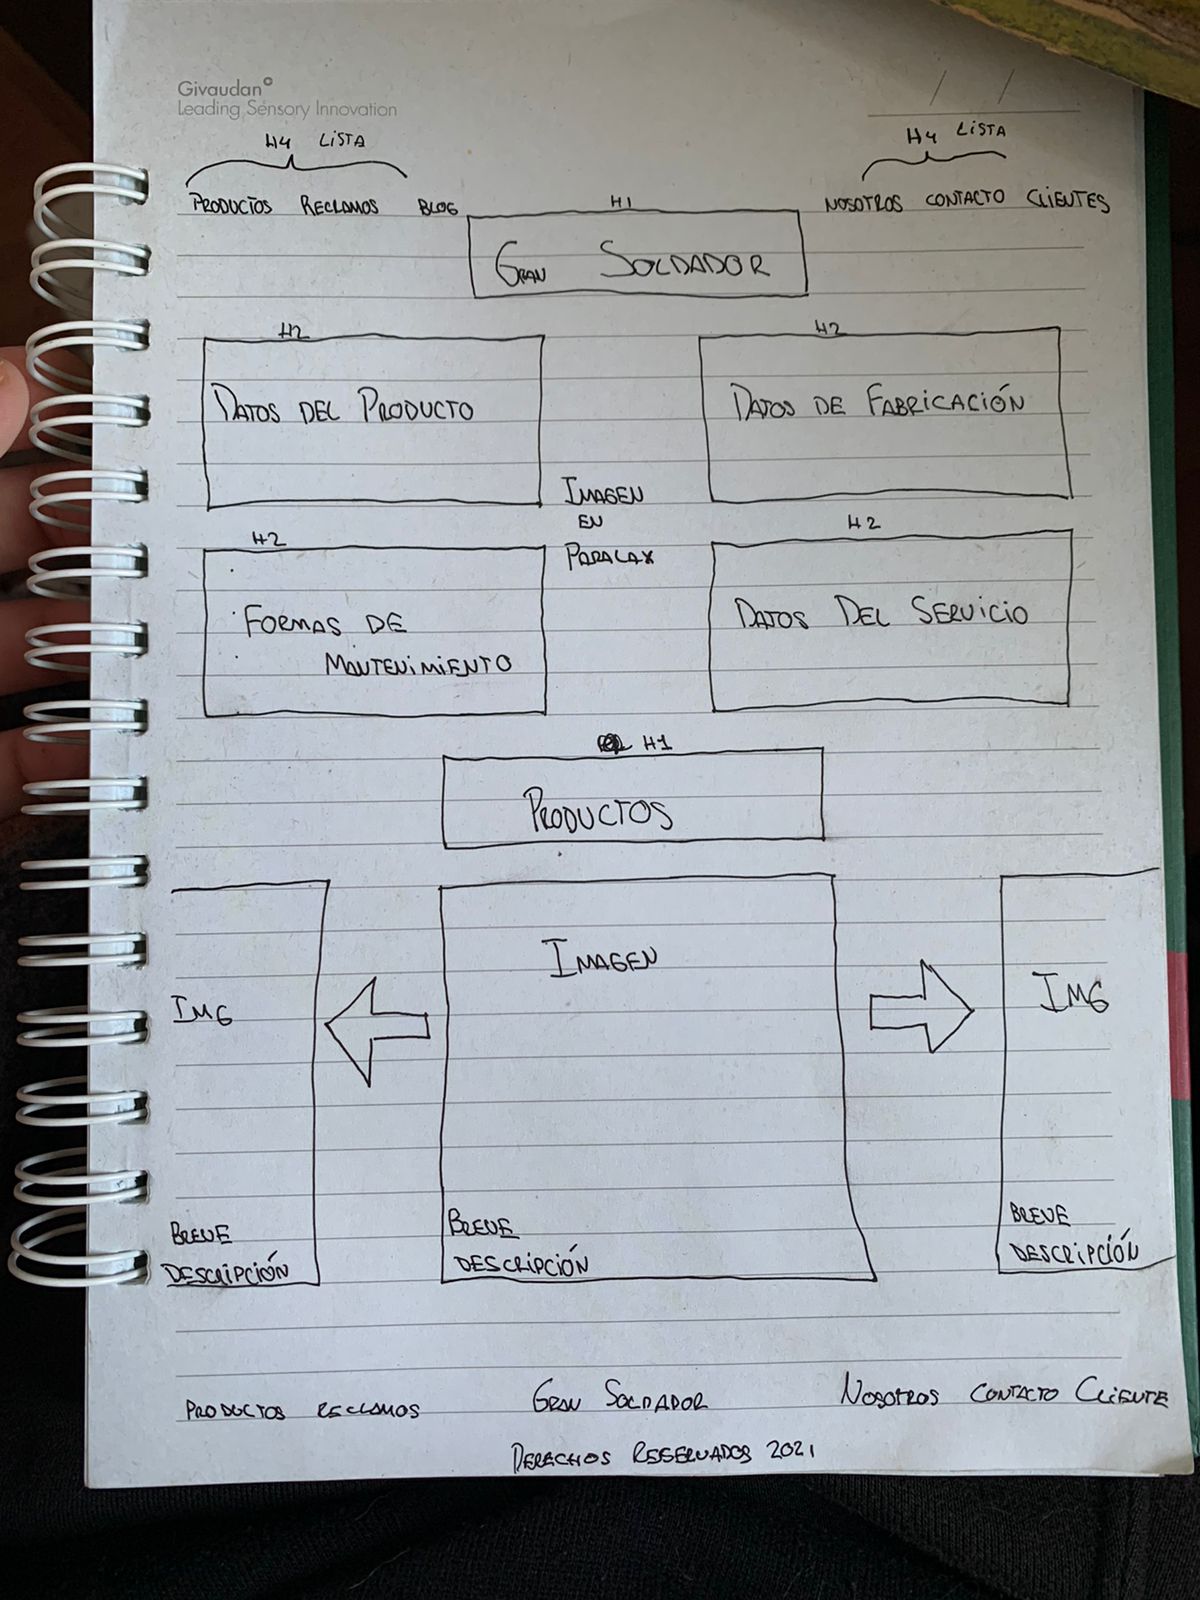 Givaudan
Leading Sensory Innovation
/ /
H4 LISTA
H4 LISTA
PRODUCTOS RECLAMOS BLOG
NOSOTROS CONTACTO CLIENTES
H1
GRAN SOLDADOR
H2
H2
DATOS DEL PRODUCTO
DATOS DE FABRICACIÓN
IMAGEN
EN
PARALAX
H2
H2
FORMAS DE
MANTENIMIENTO
DATOS DEL SERVICIO
H1
PRODUCTOS
IMG
IMAGEN
IMG
BREVE
DESCRIPCIÓN
BREVE
DESCRIPCIÓN
BREVE
DESCRIPCIÓN
PRODUCTOS RECLAMOS
GRAN SOLDADOR
NOSOTROS CONTACTO CLIENTE
DERECHOS RESERVADOS 2021